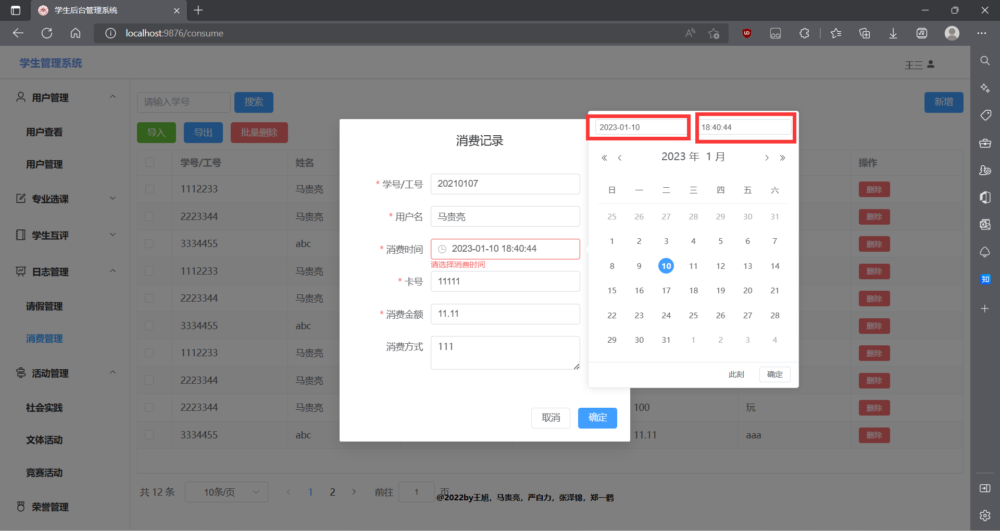 学生后台管理系统
localhost:9876/consume
学生管理系统
王三
用户管理
用户查看
用户管理
专业选课
学生互评
日志管理
请假管理
消费管理
活动管理
社会实践
文体活动
竞赛活动
荣誉管理
请输入学号 搜索 新增
导入 导出 批量删除
学号/工号 姓名 操作
1112233 马贵亮 删除
2223344 马贵亮 删除
3334455 abc 删除
1112233 马贵亮 删除
2223344 马贵亮 删除
3334455 abc 删除
1112233 马贵亮 删除
2223344 马贵亮 删除
2223344 马贵亮 100 玩 删除
3334455 abc 11.11 aaa 删除
共 12 条 10条/页 1 2 前往 1 页
@2022by王旭，马贵亮，严自力，张泽锦，郑一鹤
消费记录
* 学号/工号 20210107
* 用户名 马贵亮
* 消费时间 2023-01-10 18:40:44
请选择消费时间
* 卡号 11111
* 消费金额 11.11
消费方式 111
取消 确定
2023-01-10 18:40:44
2023 年 1 月
日 一 二 三 四 五 六
25 26 27 28 29 30 31
1 2 3 4 5 6 7
8 9 10 11 12 13 14
15 16 17 18 19 20 21
22 23 24 25 26 27 28
29 30 31 1 2 3 4
此刻 确定
知